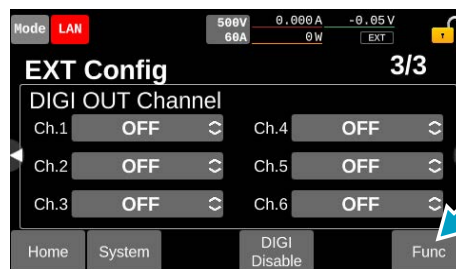 Mode LAN 500V 0.000A -0.05V
60A 0W EXT
EXT Config 3/3
DIGI OUT Channel
Ch.1 OFF Ch.4 OFF
Ch.2 OFF Ch.5 OFF
Ch.3 OFF Ch.6 OFF
Home System DIGI Disable Func